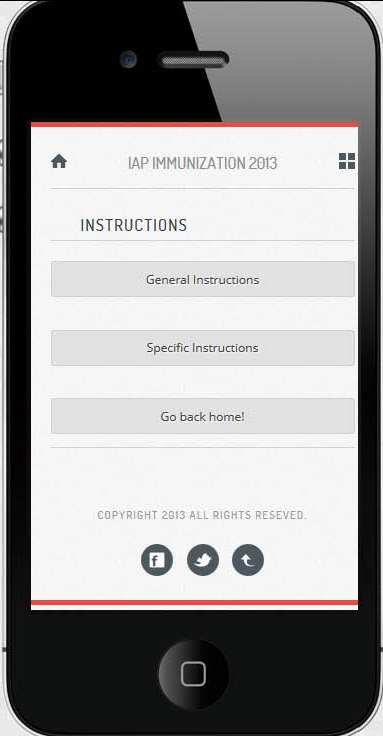 IAP IMMUNIZATION 2013
INSTRUCTIONS
General Instructions
Specific Instructions
Go back home!
COPYRIGHT 2013 ALL RIGHTS RESEVED.